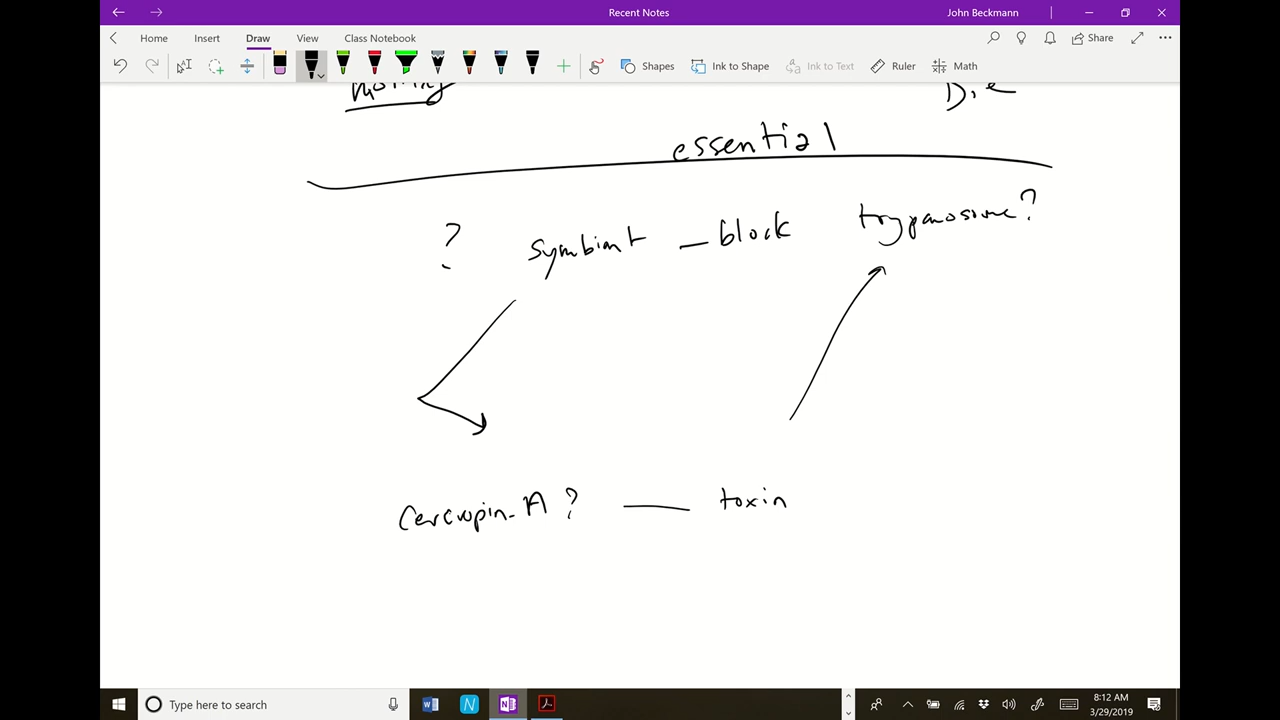 Recent Notes
John Beckmann
Home Insert Draw View Class Notebook
Share
Shapes Ink to Shape Ink to Text Ruler Math
Die
essential
? symbiont – block trypanosome?
Cercropin-A? — toxin
Type here to search
8:12 AM
3/29/2019